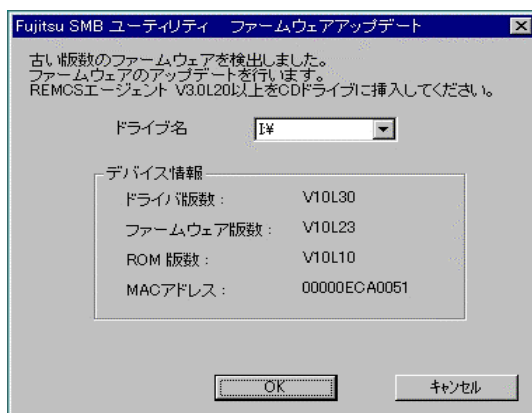 Fujitsu SMB ユーティリティ　ファームウェアアップデート
古い版数のファームウェアを検出しました。
ファームウェアのアップデートを行います。
REMCSエージェント V3.0L20以上をCDドライブに挿入してください。
ドライブ名
I:¥
デバイス情報
ドライバ版数：　V10L30
ファームウェア版数：　V10L23
ROM 版数：　V10L10
MACアドレス：　00000ECA0051
OK　キャンセル